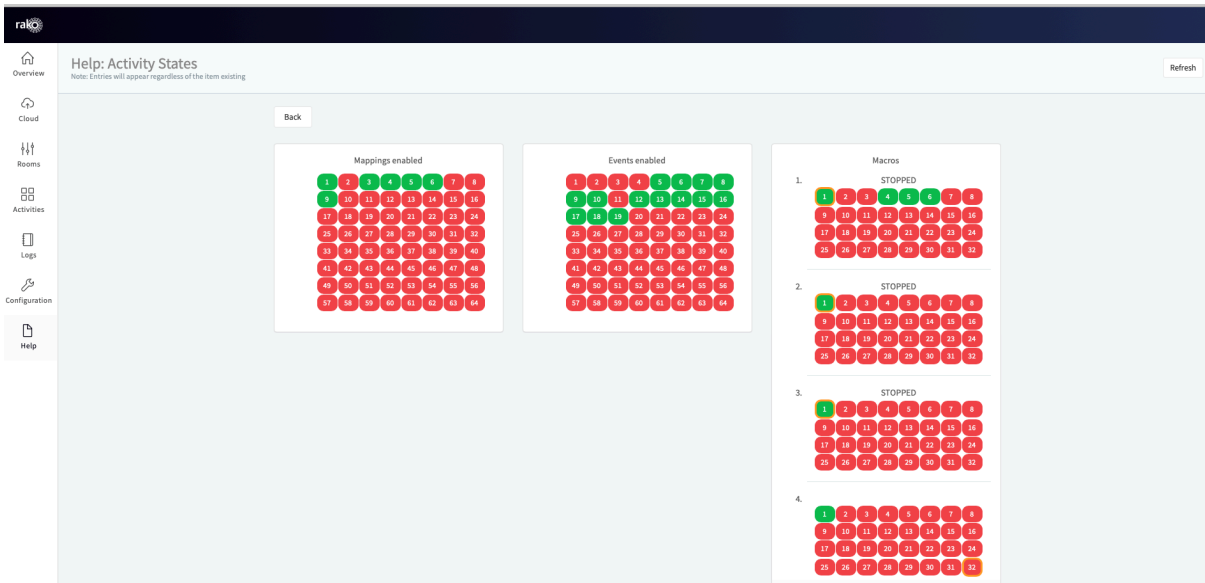 rako
Overview
Cloud
Rooms
Activities
Logs
Configuration
Help
Help: Activity States
Note: Entries will appear regardless of the item existing
Refresh
Back
Mappings enabled
1 2 3 4 5 6 7 8
9 10 11 12 13 14 15 16
17 18 19 20 21 22 23 24
25 26 27 28 29 30 31 32
33 34 35 36 37 38 39 40
41 42 43 44 45 46 47 48
49 50 51 52 53 54 55 56
57 58 59 60 61 62 63 64
Events enabled
1 2 3 4 5 6 7 8
9 10 11 12 13 14 15 16
17 18 19 20 21 22 23 24
25 26 27 28 29 30 31 32
33 34 35 36 37 38 39 40
41 42 43 44 45 46 47 48
49 50 51 52 53 54 55 56
57 58 59 60 61 62 63 64
Macros
1. STOPPED
1 2 3 4 5 6 7 8
9 10 11 12 13 14 15 16
17 18 19 20 21 22 23 24
25 26 27 28 29 30 31 32
2. STOPPED
1 2 3 4 5 6 7 8
9 10 11 12 13 14 15 16
17 18 19 20 21 22 23 24
25 26 27 28 29 30 31 32
3. STOPPED
1 2 3 4 5 6 7 8
9 10 11 12 13 14 15 16
17 18 19 20 21 22 23 24
25 26 27 28 29 30 31 32
4.
1 2 3 4 5 6 7 8
9 10 11 12 13 14 15 16
17 18 19 20 21 22 23 24
25 26 27 28 29 30 31 32